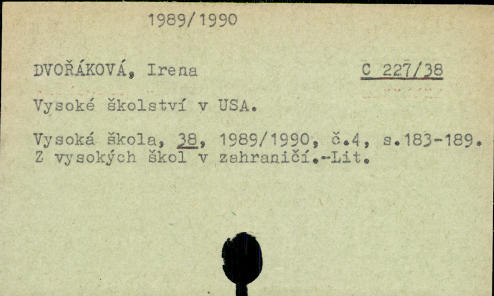 1989/1990
DVOŘÁKOVÁ, Irena C 227/38
Vysoké školství v USA.
Vysoká škola, 38, 1989/1990, č.4, s.183-189.
Z vysokých škol v zahraničí.-Lit.